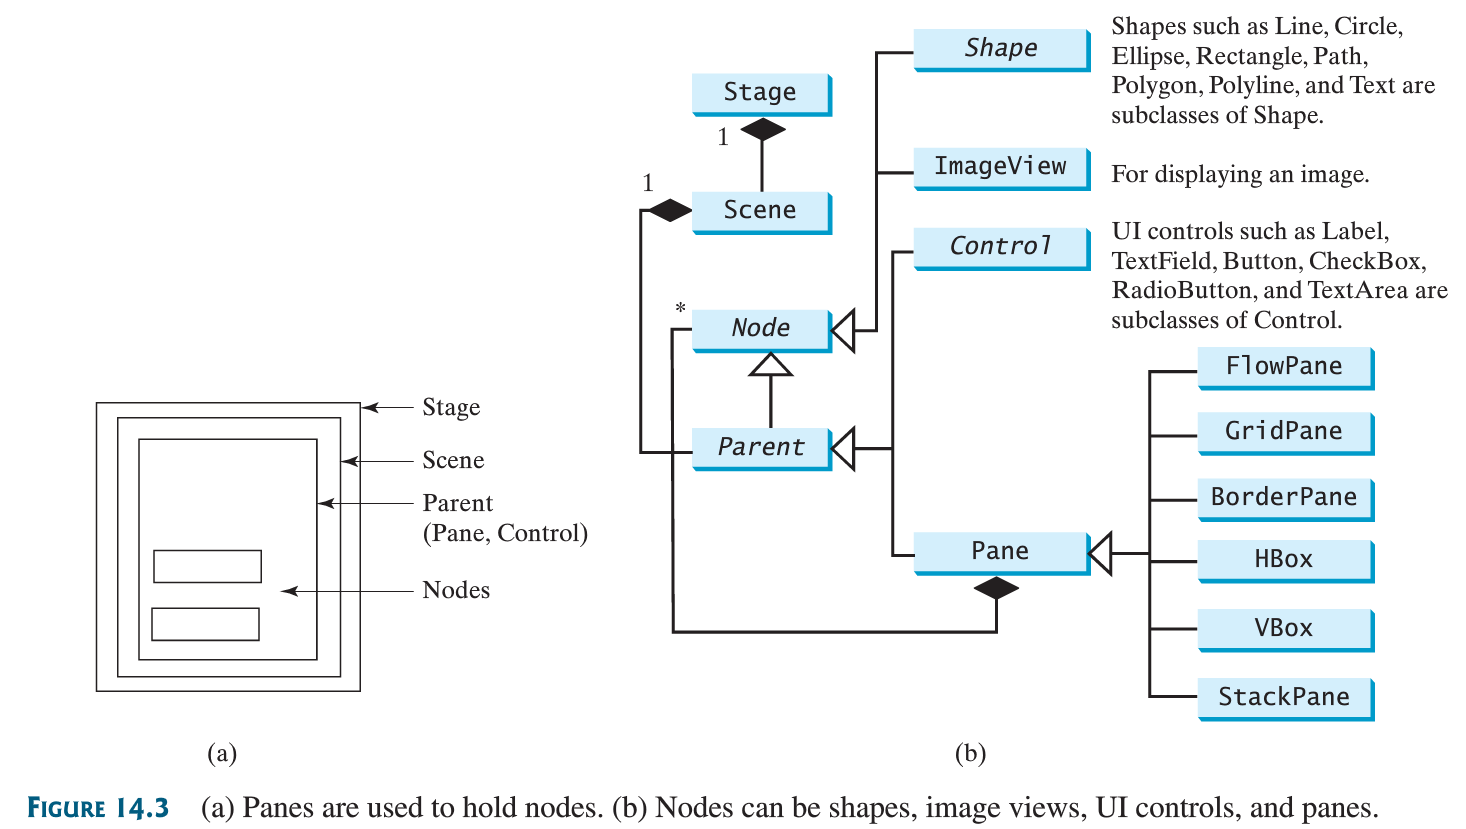 Stage
Scene
Parent
(Pane, Control)
Nodes
(a)
Stage
1
1
Scene
*
Node
Parent
Shape
Shapes such as Line, Circle,
Ellipse, Rectangle, Path,
Polygon, Polyline, and Text are
subclasses of Shape.
ImageView
For displaying an image.
Control
UI controls such as Label,
TextField, Button, CheckBox,
RadioButton, and TextArea are
subclasses of Control.
Pane
FlowPane
GridPane
BorderPane
HBox
VBox
StackPane
(b)
FIGURE 14.3 (a) Panes are used to hold nodes. (b) Nodes can be shapes, image views, UI controls, and panes.